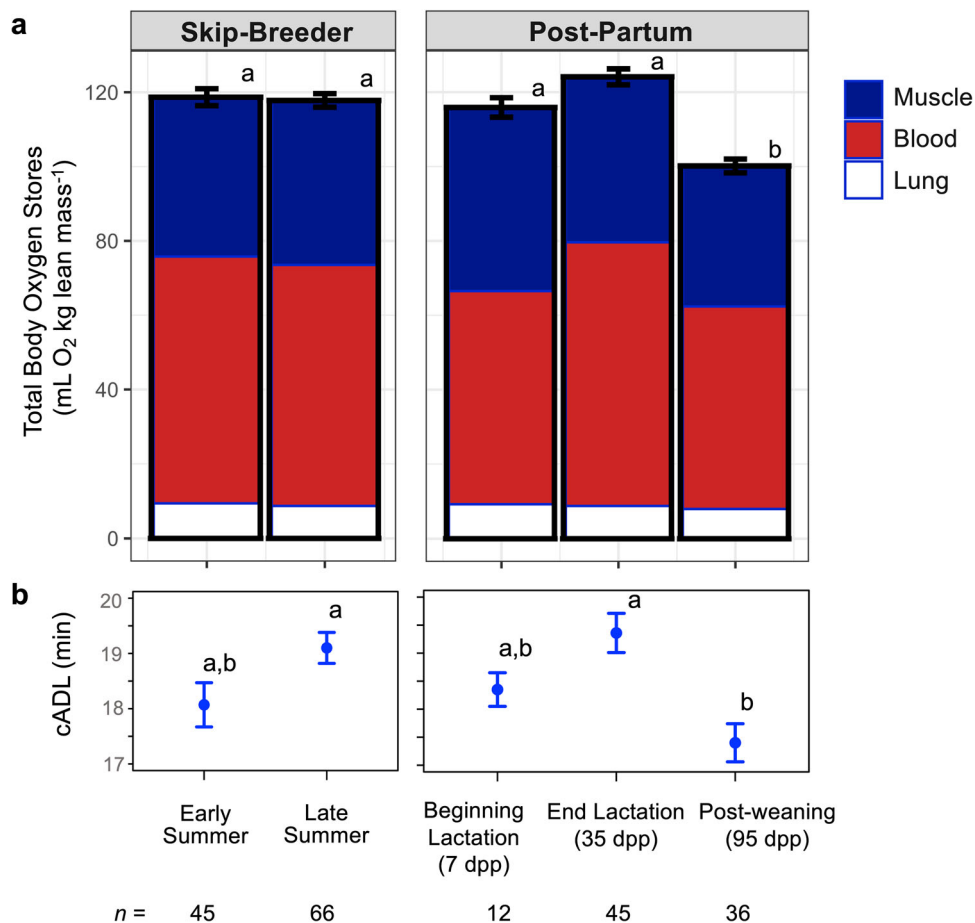 a
Skip-Breeder
Post-Partum
Total Body Oxygen Stores
(mL O₂ kg lean mass⁻¹)
120
80
40
0
a
a
a
a
b
Muscle
Blood
Lung
b
cADL (min)
20
19
18
17
a,b
a
a,b
a
b
Early
Summer
Late
Summer
Beginning
Lactation
(7 dpp)
End Lactation
(35 dpp)
Post-weaning
(95 dpp)
n = 45 66 12 45 36